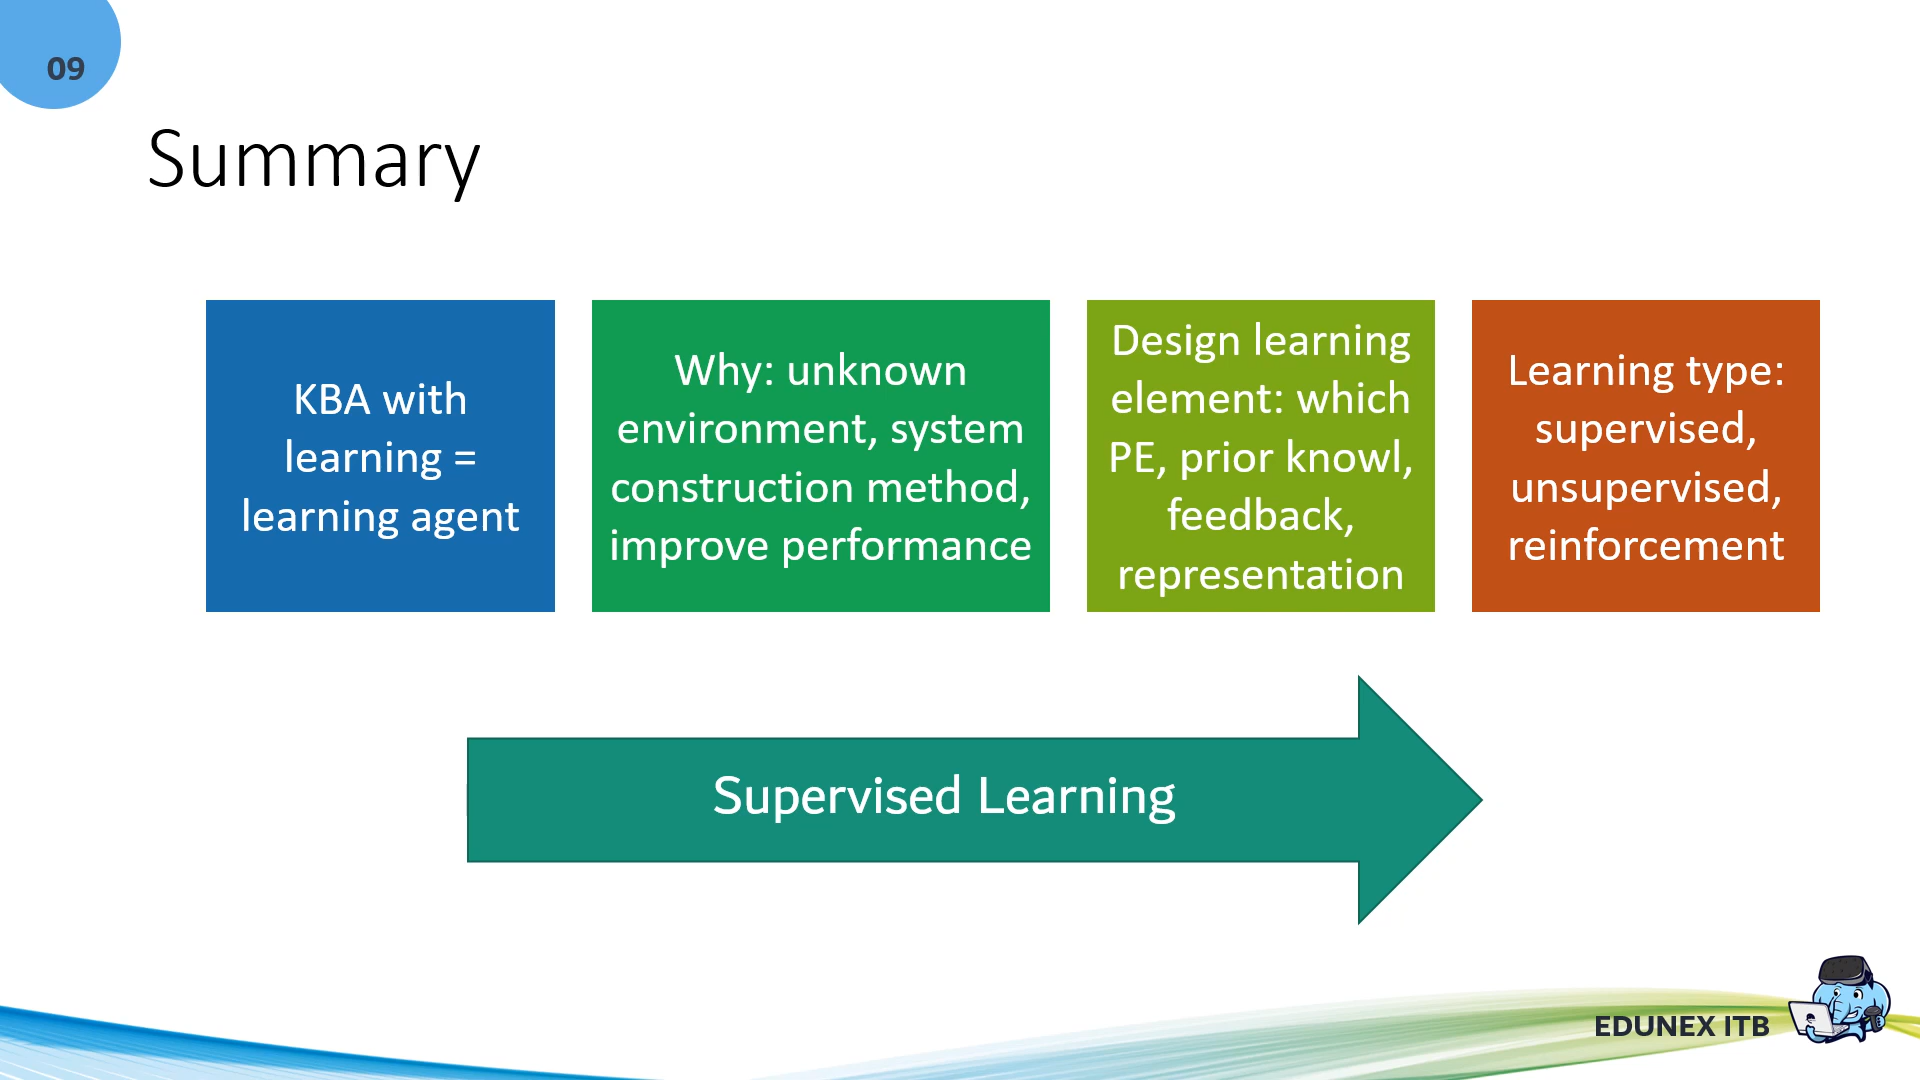 09
Summary
KBA with
learning =
learning agent
Why: unknown
environment, system
construction method,
improve performance
Design learning
element: which
PE, prior knowl,
feedback,
representation
Learning type:
supervised,
unsupervised,
reinforcement
Supervised Learning
EDUNEX ITB